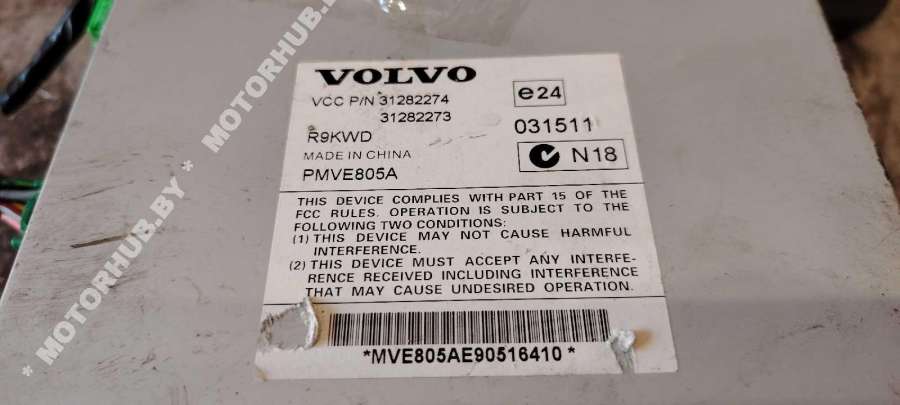 VOLVO
VCC P/N 31282274
31282273
e24
R9KWD
031511
MADE IN CHINA
N18
PMVE805A
THIS DEVICE COMPLIES WITH PART 15 OF THE
FCC RULES. OPERATION IS SUBJECT TO THE
FOLLOWING TWO CONDITIONS:
(1) THIS DEVICE MAY NOT CAUSE HARMFUL
INTERFERENCE.
(2) THIS DEVICE MUST ACCEPT ANY INTERFE-
RENCE RECEIVED INCLUDING INTERFERENCE
THAT MAY CAUSE UNDESIRED OPERATION.
*MVE805AE90516410*
* MOTORHUB.BY * MOTORHUB.BY *